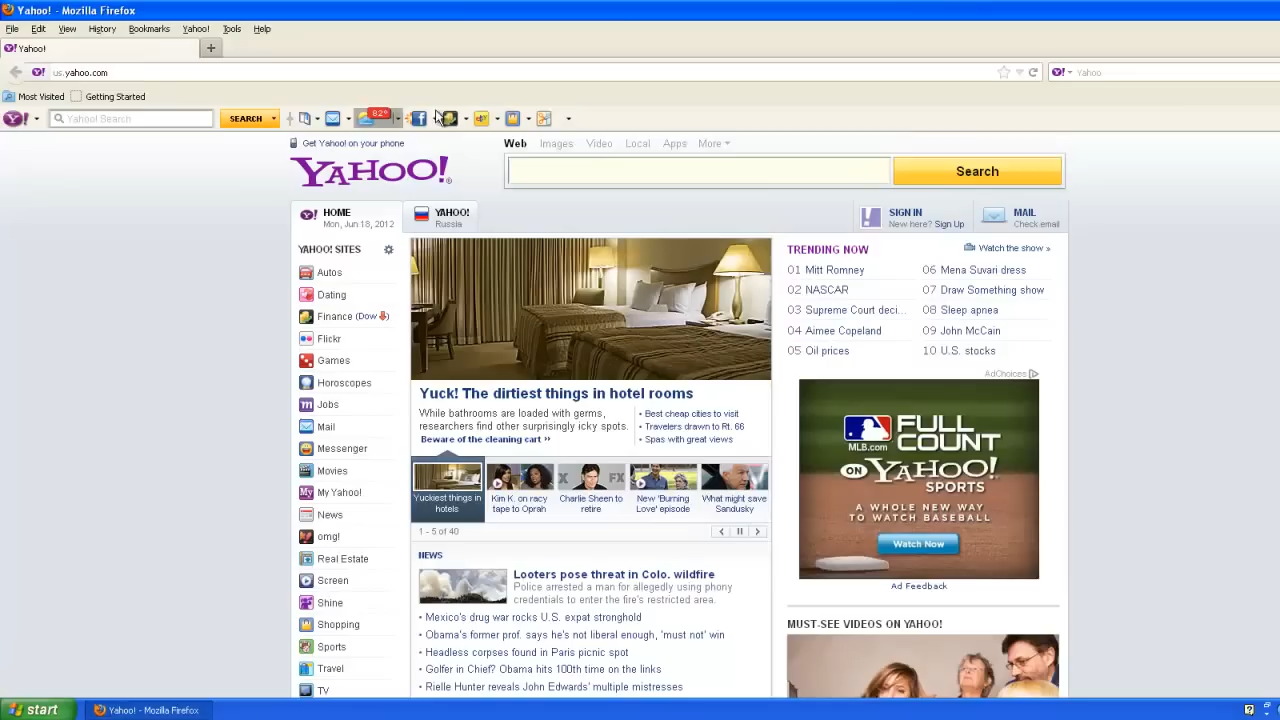 Yahoo! - Mozilla Firefox
File Edit View History Bookmarks Yahoo! Tools Help
Yahoo!
us.yahoo.com
Yahoo
Most Visited Getting Started
Yahoo! Search SEARCH 82°
Get Yahoo! on your phone
YAHOO!
Web Images Video Local Apps More
Search
HOME
Mon, Jun 18, 2012
YAHOO!
Russia
SIGN IN
New here? Sign Up
MAIL
Check email
YAHOO! SITES
Autos
Dating
Finance (Dow )
Flickr
Games
Horoscopes
Jobs
Mail
Messenger
Movies
My Yahoo!
News
omg!
Real Estate
Screen
Shine
Shopping
Sports
Travel
TV
Yuck! The dirtiest things in hotel rooms
While bathrooms are loaded with germs,
researchers find other surprisingly icky spots.
Beware of the cleaning cart »
• Best cheap cities to visit
• Travelers drawn to Rt. 66
• Spas with great views
Yuckiest things in
hotels
Kim K. on racy
tape to Oprah
Charlie Sheen to
retire
New 'Burning
Love' episode
What might save
Sandusky
1 - 5 of 40
NEWS
Looters pose threat in Colo. wildfire
Police arrested a man for allegedly using phony
credentials to enter the fire's restricted area.
• Mexico's drug war rocks U.S. expat stronghold
• Obama's former prof. says he's not liberal enough, 'must not' win
• Headless corpses found in Paris picnic spot
• Golfer in Chief? Obama hits 100th time on the links
• Rielle Hunter reveals John Edwards' multiple mistresses
TRENDING NOW
Watch the show »
01 Mitt Romney
02 NASCAR
03 Supreme Court deci...
04 Aimee Copeland
05 Oil prices
06 Mena Suvari dress
07 Draw Something show
08 Sleep apnea
09 John McCain
10 U.S. stocks
AdChoices
MLB.com
FULL
COUNT
ON YAHOO!
SPORTS
A WHOLE NEW WAY
TO WATCH BASEBALL
Watch Now
Ad Feedback
MUST-SEE VIDEOS ON YAHOO!
start
Yahoo! - Mozilla Firefox